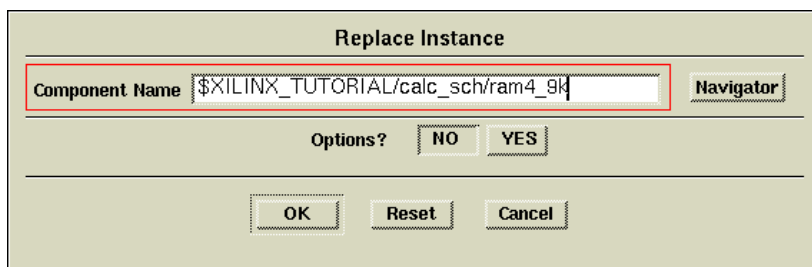 Replace Instance
Component Name $XILINX_TUTORIAL/calc_sch/ram4_9k Navigator
Options? NO YES
OK Reset Cancel